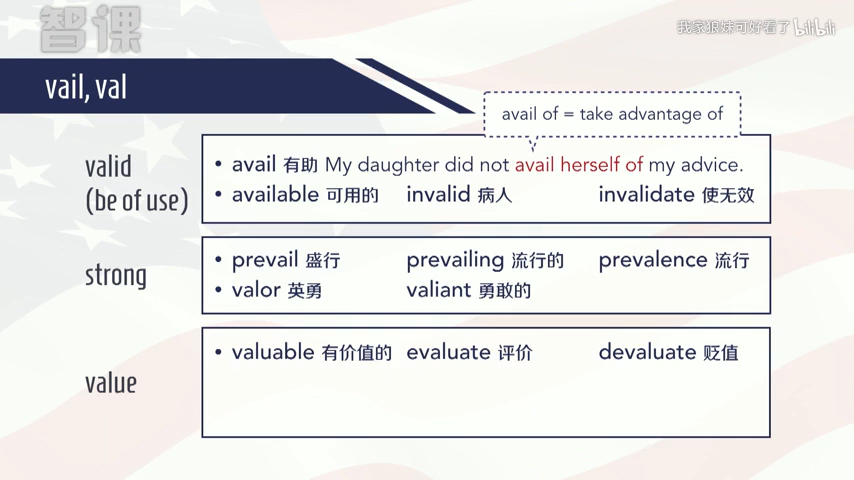 智课
我家狼妹可好看了 bilibili
vail, val
avail of = take advantage of
valid
(be of use)
• avail 有助 My daughter did not avail herself of my advice.
• available 可用的 invalid 病人 invalidate 使无效
strong
• prevail 盛行 prevailing 流行的 prevalence 流行
• valor 英勇 valiant 勇敢的
value
• valuable 有价值的 evaluate 评价 devaluate 贬值